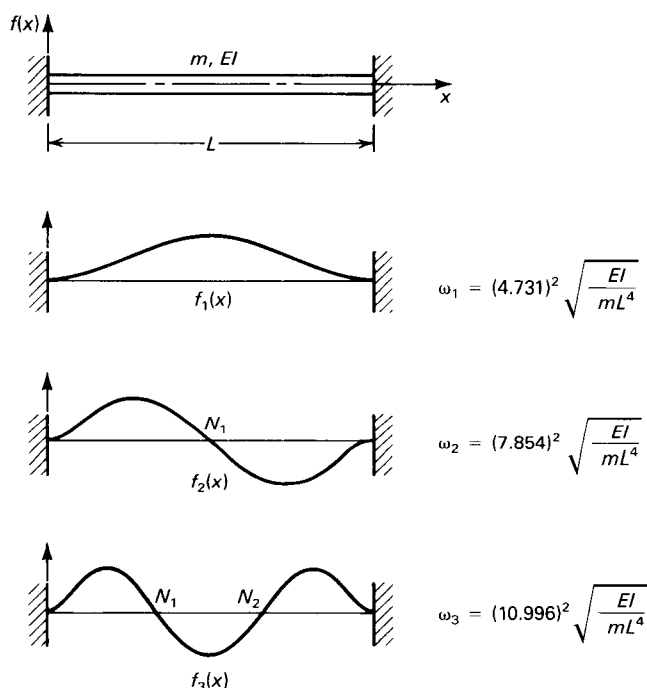 f(x)
m, EI
x
L
f₁(x)
ω₁ = (4.731)² √(EI / mL⁴)
N₁
f₂(x)
ω₂ = (7.854)² √(EI / mL⁴)
N₁ N₂
f₃(x)
ω₃ = (10.996)² √(EI / mL⁴)